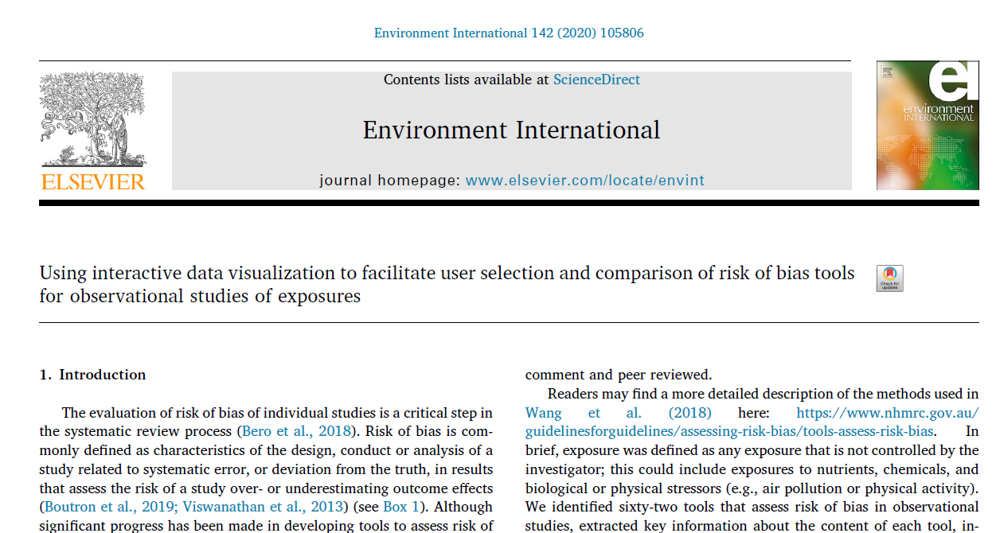 Environment International 142 (2020) 105806
Contents lists available at ScienceDirect
Environment International
journal homepage: www.elsevier.com/locate/envint
ELSEVIER
ei
environment
INTERNATIONAL
Using interactive data visualization to facilitate user selection and comparison of risk of bias tools
for observational studies of exposures
Check for
updates
1. Introduction
The evaluation of risk of bias of individual studies is a critical step in
the systematic review process (Bero et al., 2018). Risk of bias is com-
monly defined as characteristics of the design, conduct or analysis of a
study related to systematic error, or deviation from the truth, in results
that assess the risk of a study over- or underestimating outcome effects
(Boutron et al., 2019; Viswanathan et al., 2013) (see Box 1). Although
significant progress has been made in developing tools to assess risk of
comment and peer reviewed.
Readers may find a more detailed description of the methods used in
Wang et al. (2018) here: https://www.nhmrc.gov.au/
guidelinesforguidelines/assessing-risk-bias/tools-assess-risk-bias. In
brief, exposure was defined as any exposure that is not controlled by the
investigator; this could include exposures to nutrients, chemicals, and
biological or physical stressors (e.g., air pollution or physical activity).
We identified sixty-two tools that assess risk of bias in observational
studies, extracted key information about the content of each tool, in-